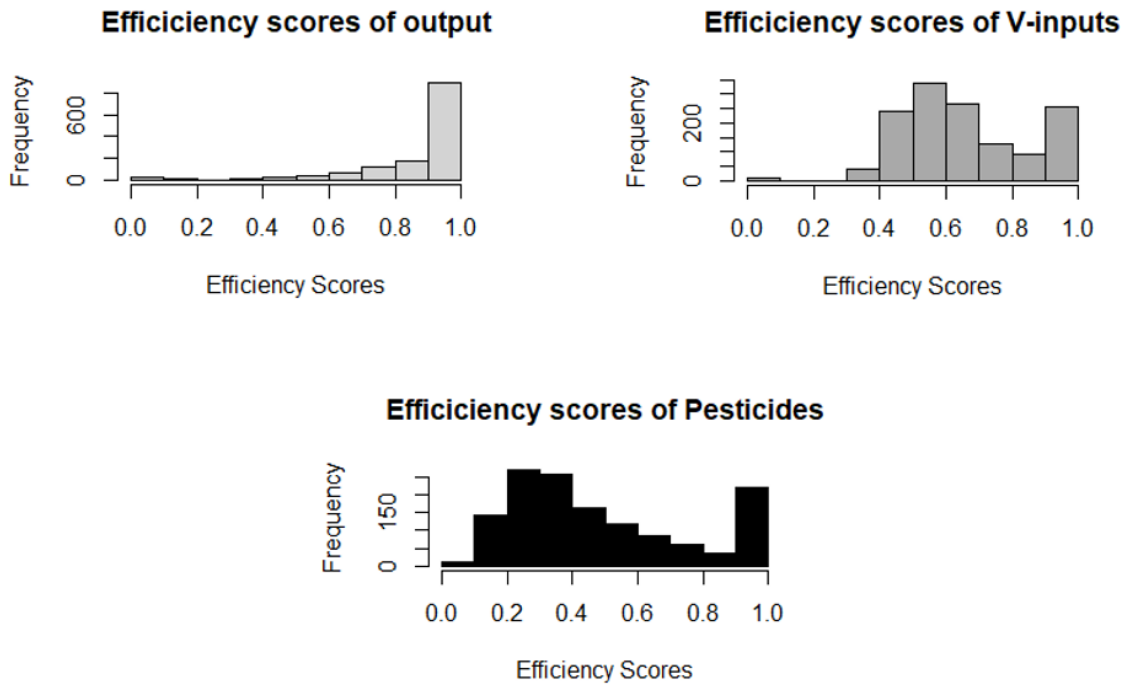 Efficiciency scores of output
Frequency
600
0
0.0 0.2 0.4 0.6 0.8 1.0
Efficiency Scores
Efficiciency scores of V-inputs
Frequency
200
0
0.0 0.2 0.4 0.6 0.8 1.0
Efficiency Scores
Efficiciency scores of Pesticides
Frequency
150
0
0.0 0.2 0.4 0.6 0.8 1.0
Efficiency Scores